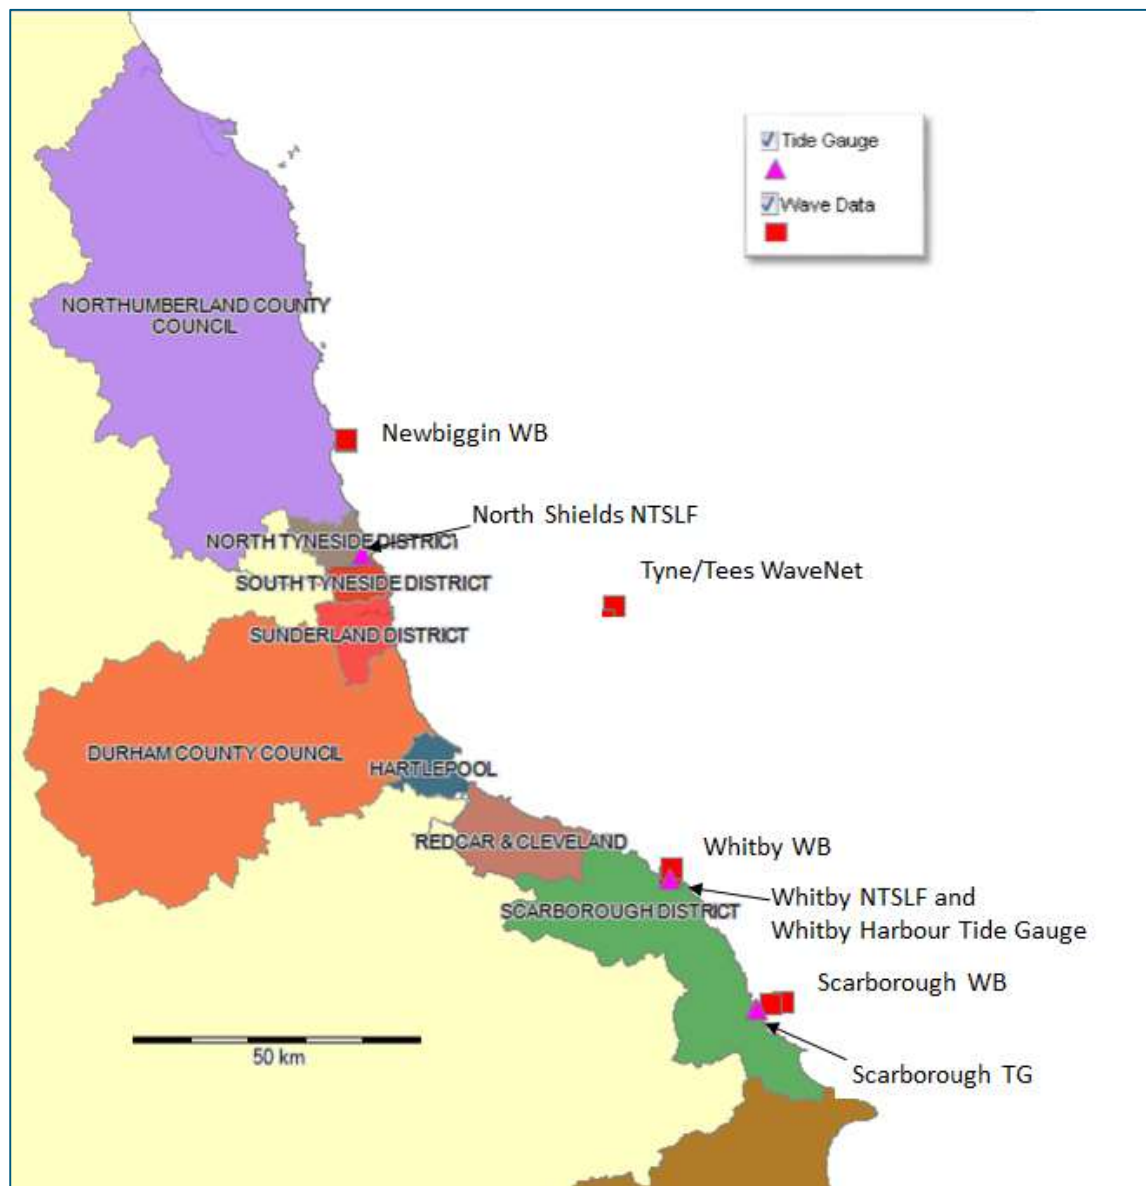 Tide Gauge
Wave Data
NORTHUMBERLAND COUNTY
COUNCIL
Newbiggin WB
North Shields NTSLF
NORTH TYNESIDE DISTRICT
Tyne/Tees WaveNet
SOUTH TYNESIDE DISTRICT
SUNDERLAND DISTRICT
DURHAM COUNTY COUNCIL
HARTLEPOOL
REDCAR & CLEVELAND
Whitby WB
Whitby NTSLF and
Whitby Harbour Tide Gauge
SCARBOROUGH DISTRICT
Scarborough WB
50 km
Scarborough TG